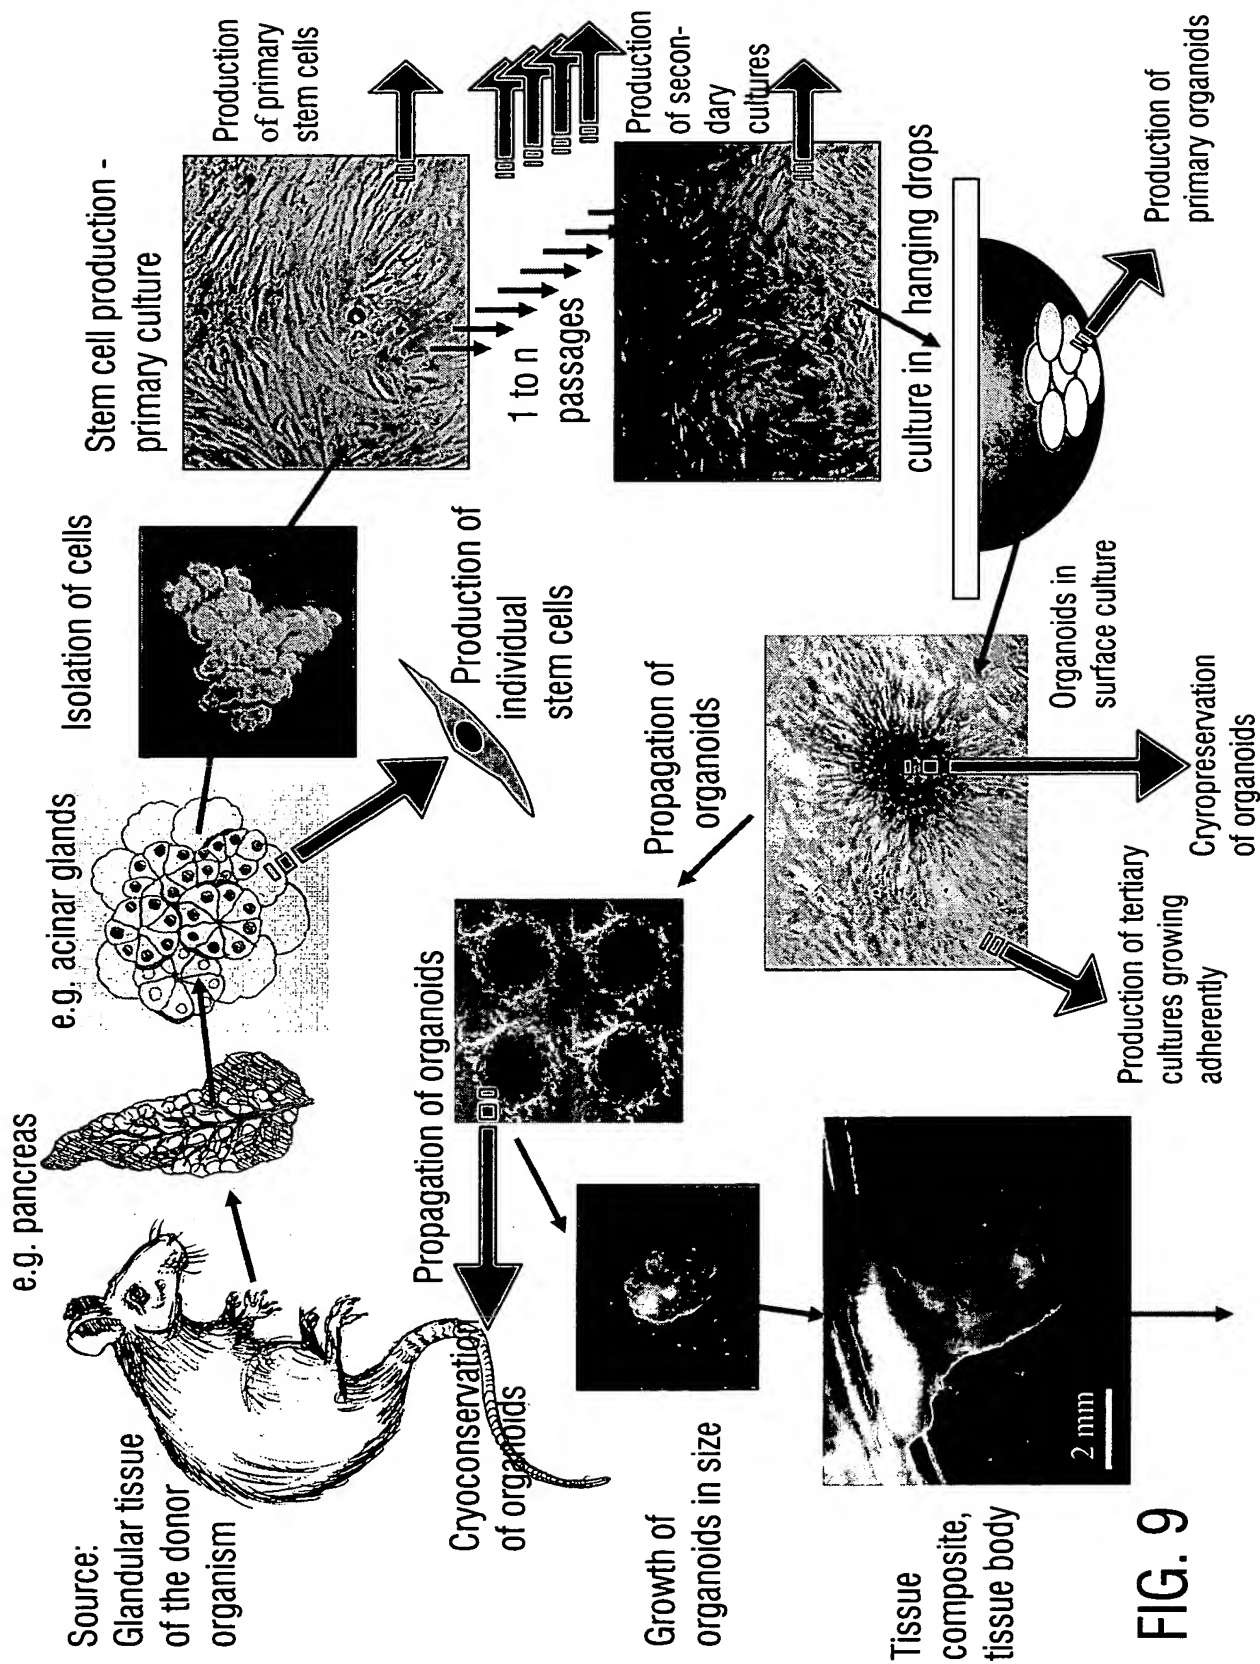 Source:
Glandular tissue
of the donor
organism
e.g. pancreas
e.g. acinar glands
Isolation of cells
Stem cell production -
primary culture
Production
of primary
stem cells
Production of
individual
stem cells
1 to n
passages
Production
of secon-
dary
cultures
culture in hanging drops
Production of
primary organoids
Organoids in
surface culture
Propagation of
organoids
Cryropreservation
of organoids
Production of tertiary
cultures growing
adherently
Propagation of organoids
Cryoconservation
of organoids
Growth of
organoids in size
Tissue
composite,
tissue body
2 mm
FIG. 9